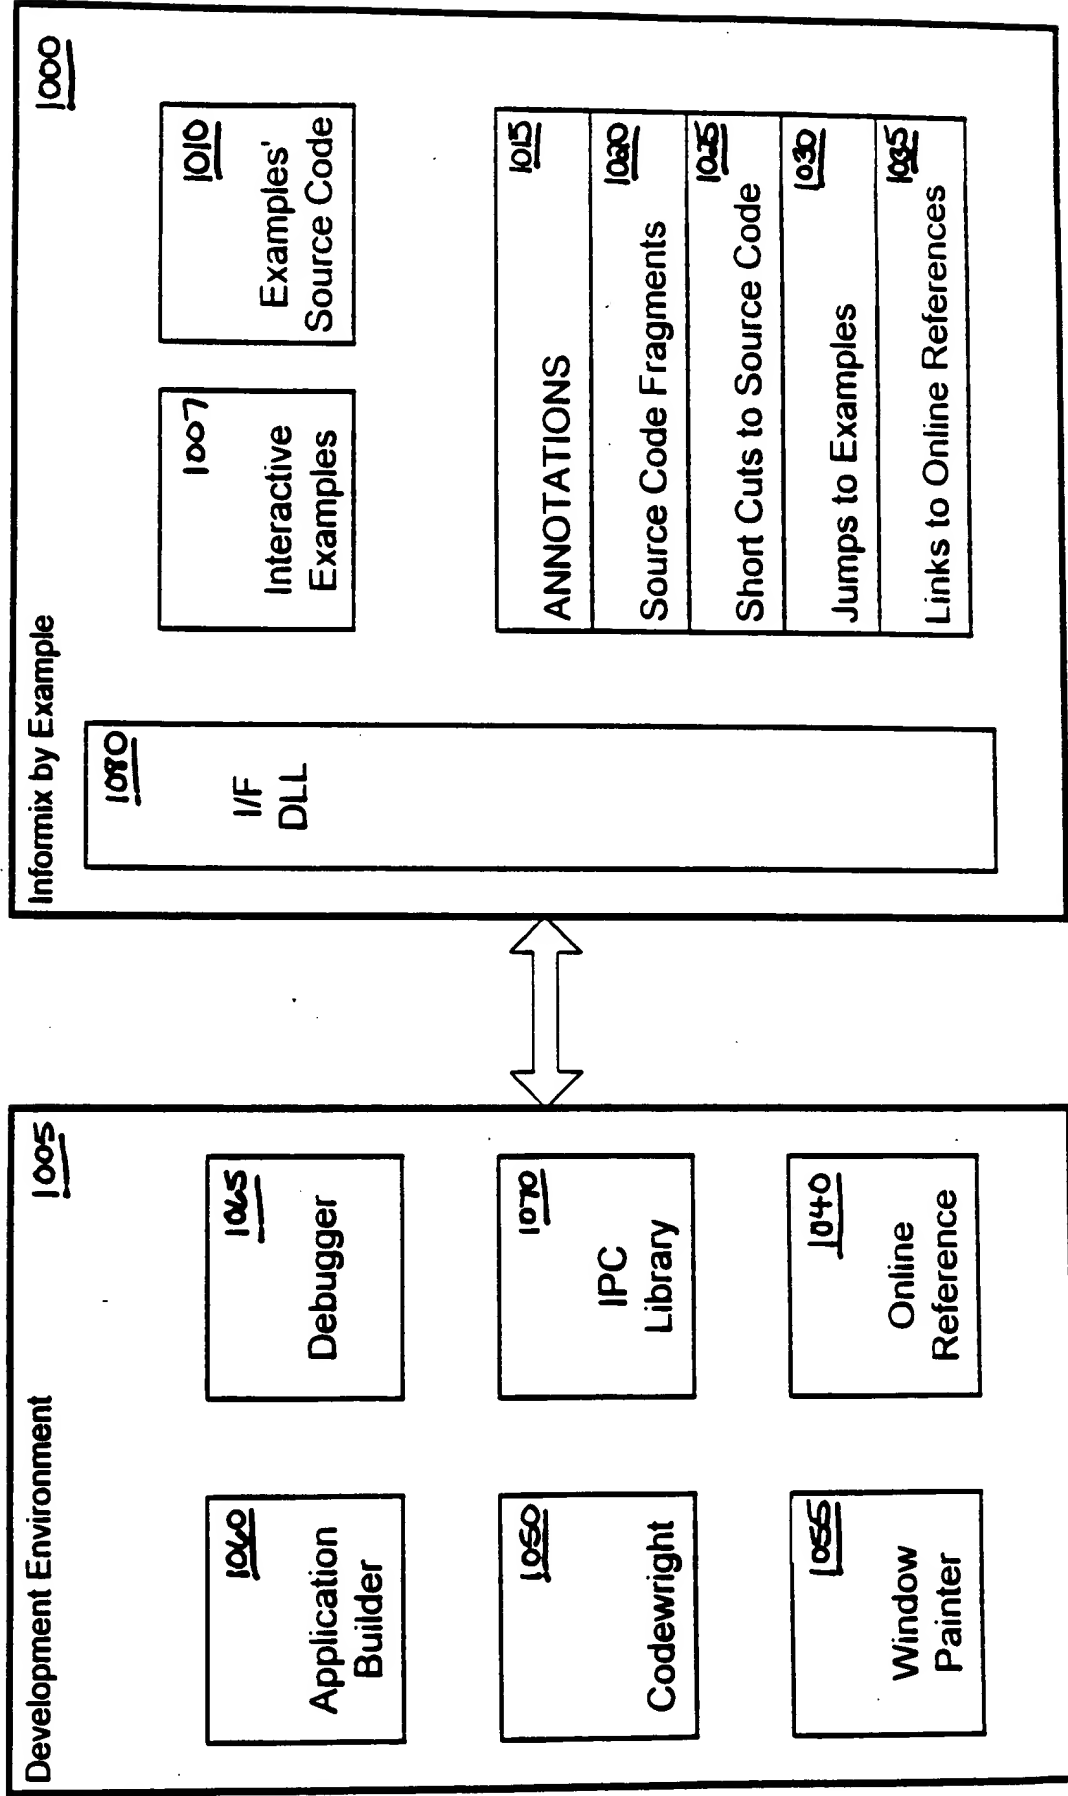 Development Environment
1005
1060
Application
Builder
1065
Debugger
1050
Codewright
1070
IPC
Library
1055
Window
Painter
1040
Online
Reference
Informix by Example
1000
1080
I/F
DLL
1007
Interactive
Examples
1010
Examples'
Source Code
ANNOTATIONS
1015
Source Code Fragments
1020
Short Cuts to Source Code
1025
Jumps to Examples
1030
Links to Online References
1035